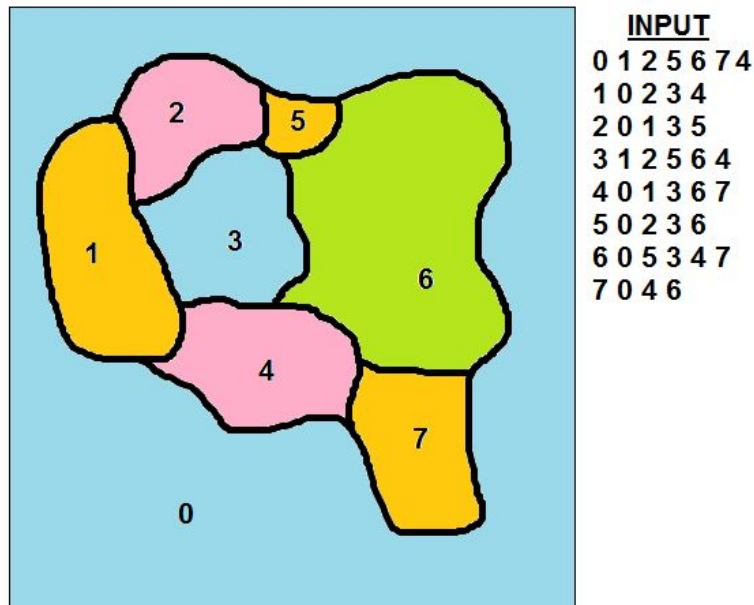 INPUT
0 1 2 5 6 7 4
1 0 2 3 4
2 0 1 3 5
3 1 2 5 6 4
4 0 1 3 6 7
5 0 2 3 6
6 0 5 3 4 7
7 0 4 6
2
5
3
1
6
4
7
0